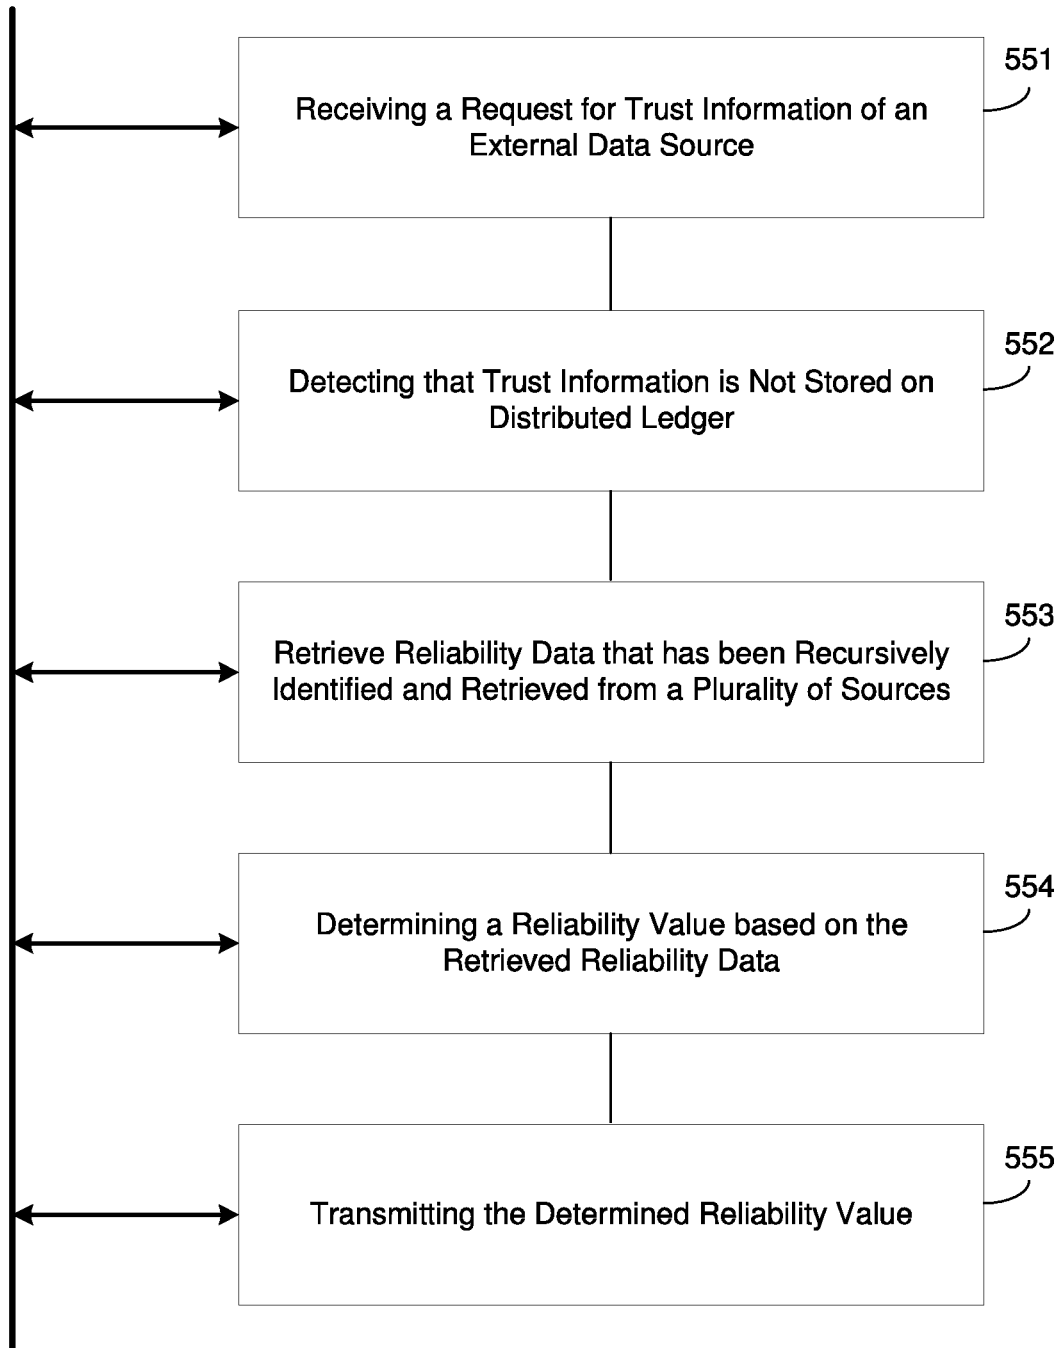 551
Receiving a Request for Trust Information of an
External Data Source
552
Detecting that Trust Information is Not Stored on
Distributed Ledger
553
Retrieve Reliability Data that has been Recursively
Identified and Retrieved from a Plurality of Sources
554
Determining a Reliability Value based on the
Retrieved Reliability Data
555
Transmitting the Determined Reliability Value